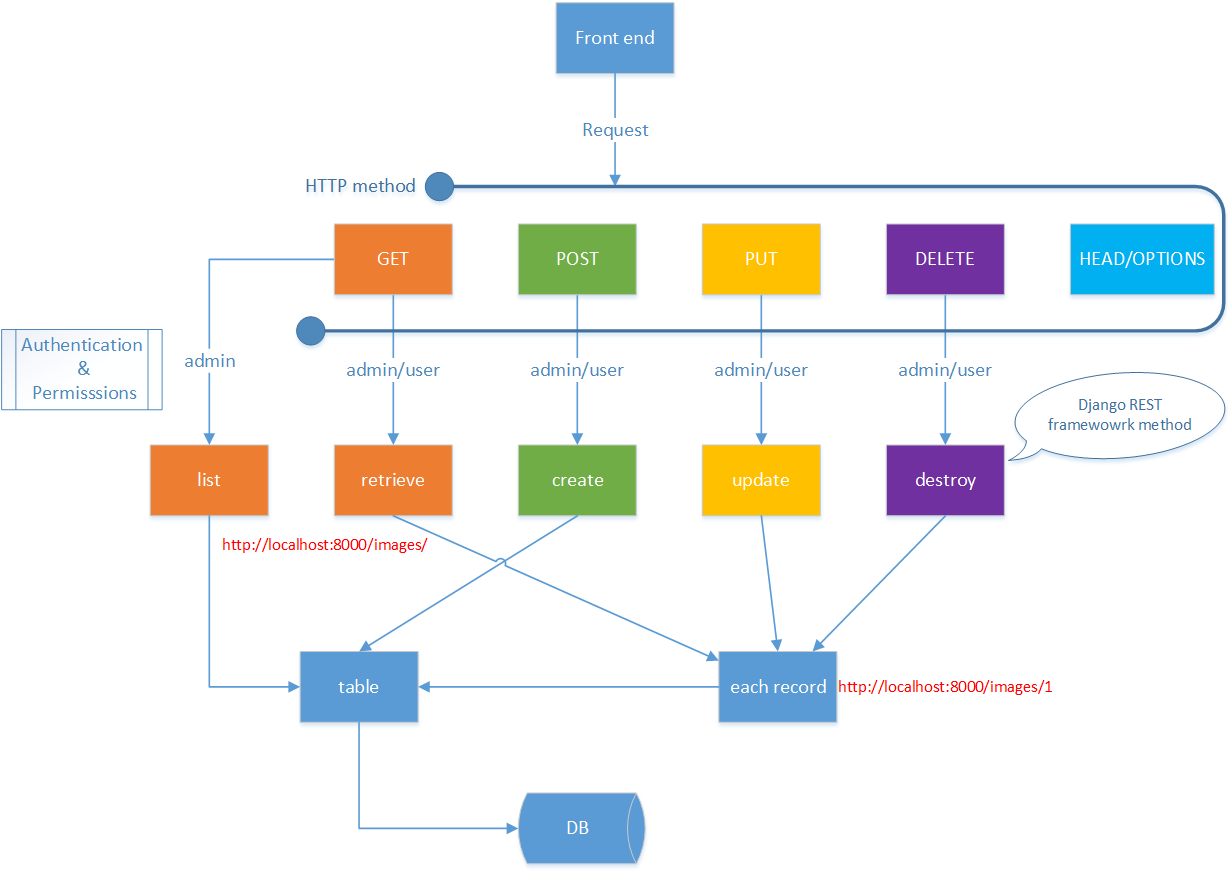 Front end
Request
HTTP method
GET
POST
PUT
DELETE
HEAD/OPTIONS
Authentication
&
Permisssions
admin
admin/user
admin/user
admin/user
admin/user
Django REST
framewowrk method
list
retrieve
create
update
destroy
http://localhost:8000/images/
table
each record
http://localhost:8000/images/1
DB